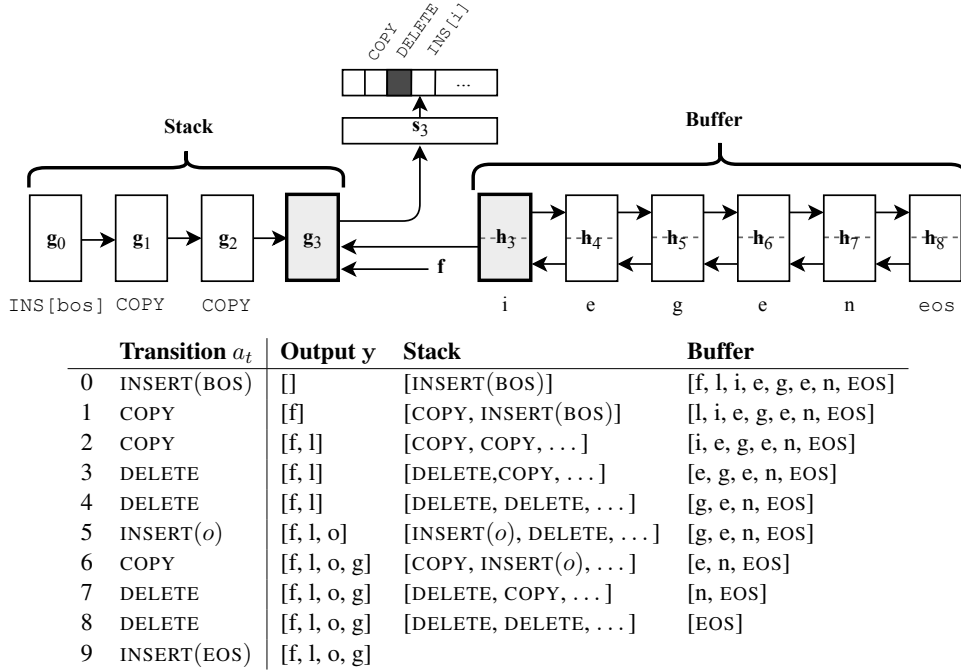 COPY
DELETE
INS[i]
...
s3
Stack
Buffer
g0 g1 g2 g3 h3 h4 h5 h6 h7 h8
f
INS[bos] COPY COPY i e g e n eos
Transition at Output y Stack Buffer
0 INSERT(BOS) [] [INSERT(BOS)] [f, l, i, e, g, e, n, EOS]
1 COPY [f] [COPY, INSERT(BOS)] [l, i, e, g, e, n, EOS]
2 COPY [f, l] [COPY, COPY, ...] [i, e, g, e, n, EOS]
3 DELETE [f, l] [DELETE,COPY, ...] [e, g, e, n, EOS]
4 DELETE [f, l] [DELETE, DELETE, ...] [g, e, n, EOS]
5 INSERT(o) [f, l, o] [INSERT(o), DELETE, ...] [g, e, n, EOS]
6 COPY [f, l, o, g] [COPY, INSERT(o), ...] [e, n, EOS]
7 DELETE [f, l, o, g] [DELETE, COPY, ...] [n, EOS]
8 DELETE [f, l, o, g] [DELETE, DELETE, ...] [EOS]
9 INSERT(EOS) [f, l, o, g]